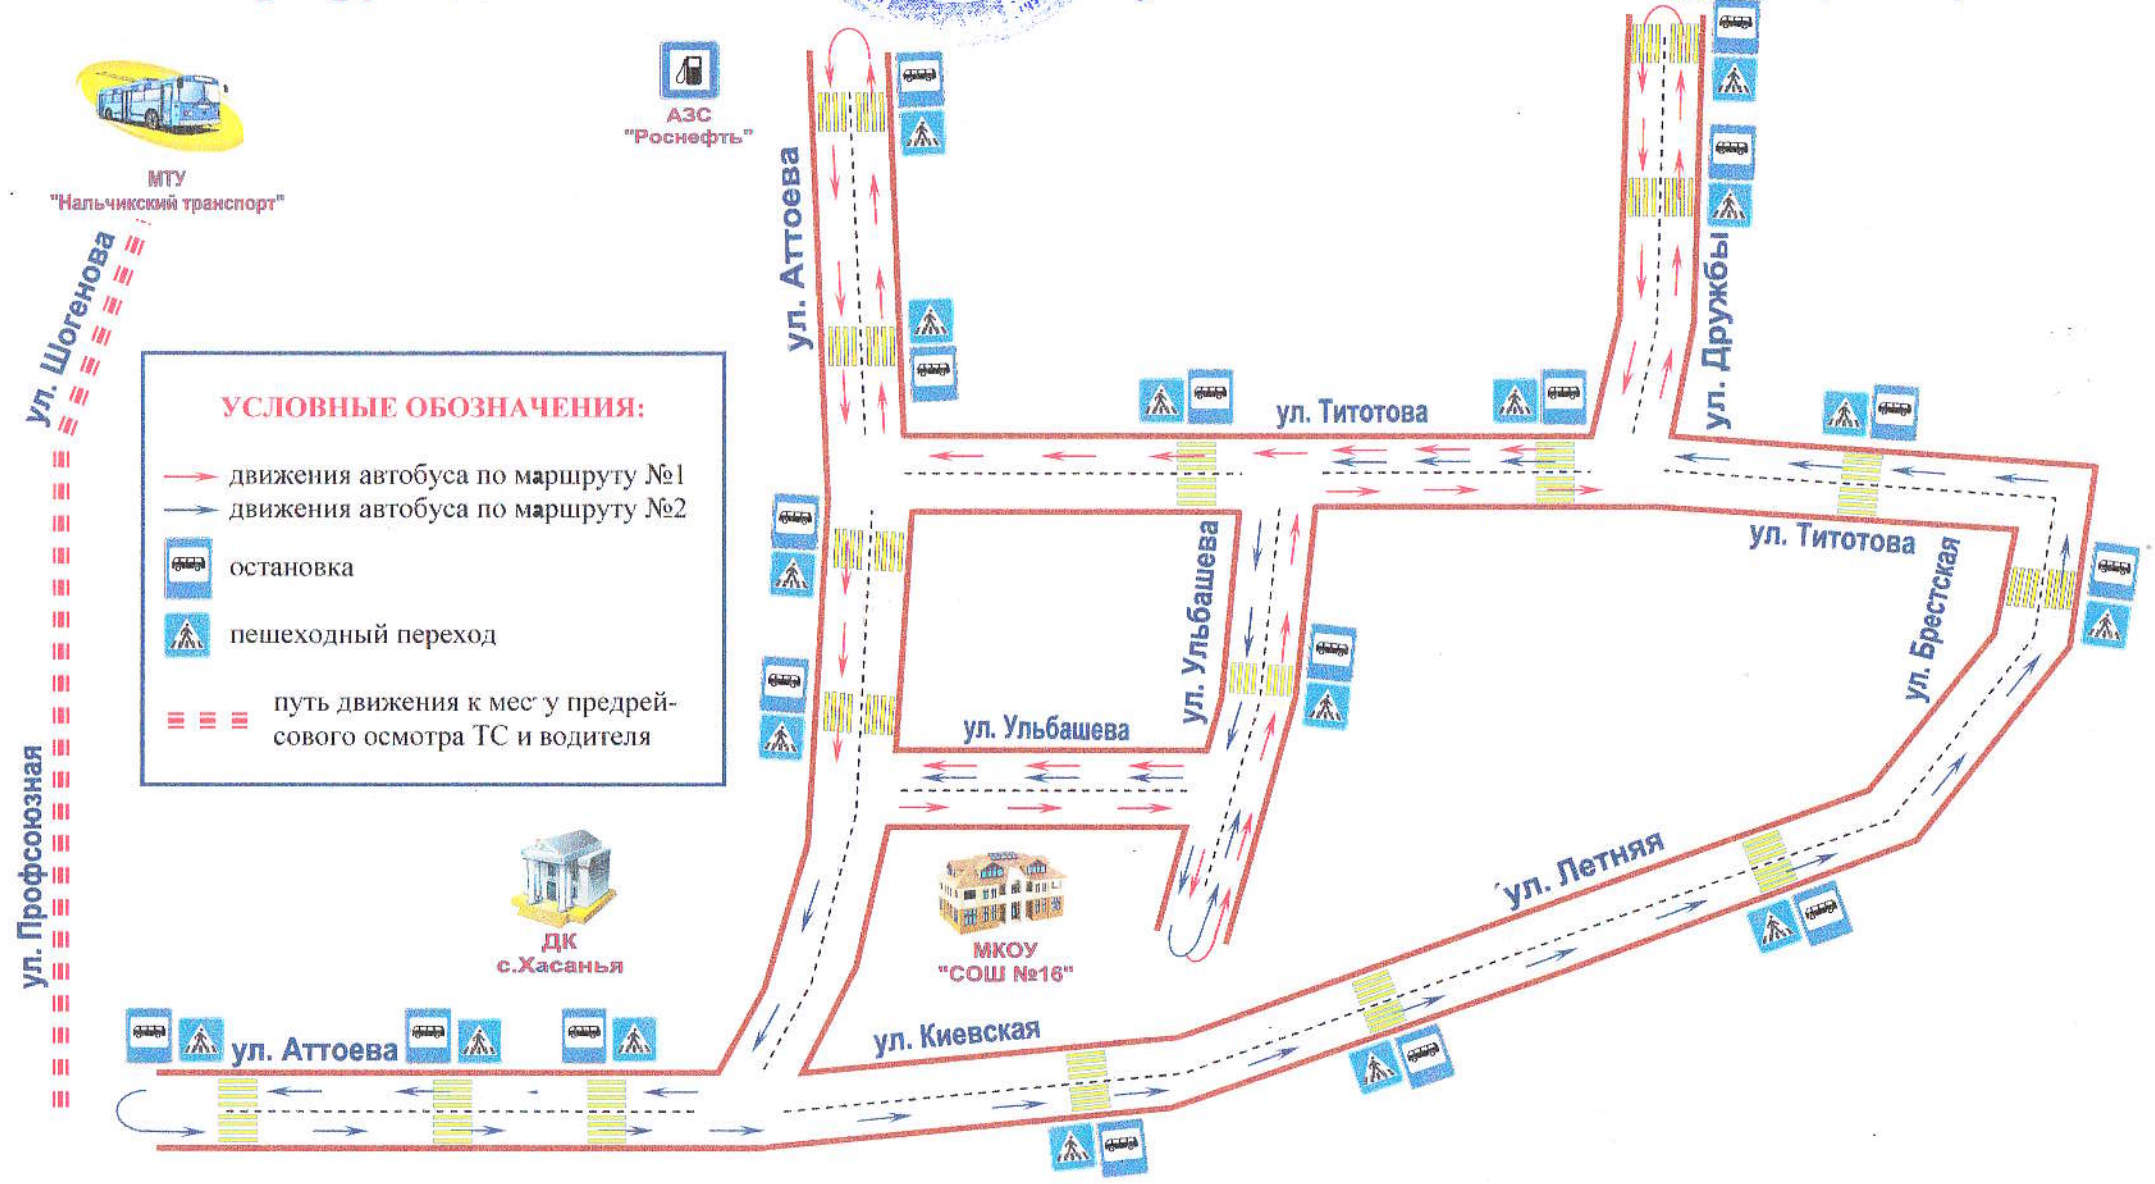 МТУ
"Нальчикский транспорт"
АЗС
"Роснефть"
ул. Шогенова
ул. Профсоюзная
ул. Аттоева
ул. Дружбы
УСЛОВНЫЕ ОБОЗНАЧЕНИЯ:
движения автобуса по маршруту №1
движения автобуса по маршруту №2
остановка
пешеходный переход
путь движения к мес у предрей-
сового осмотра ТС и водителя
ул. Титотова
ул. Титотова
ул. Ульбашева
ул. Ульбашева
ул. Брестская
ул. Летняя
ДК
с.Хасанья
МКОУ
"СОШ №16"
ул. Киевская
ул. Аттоева